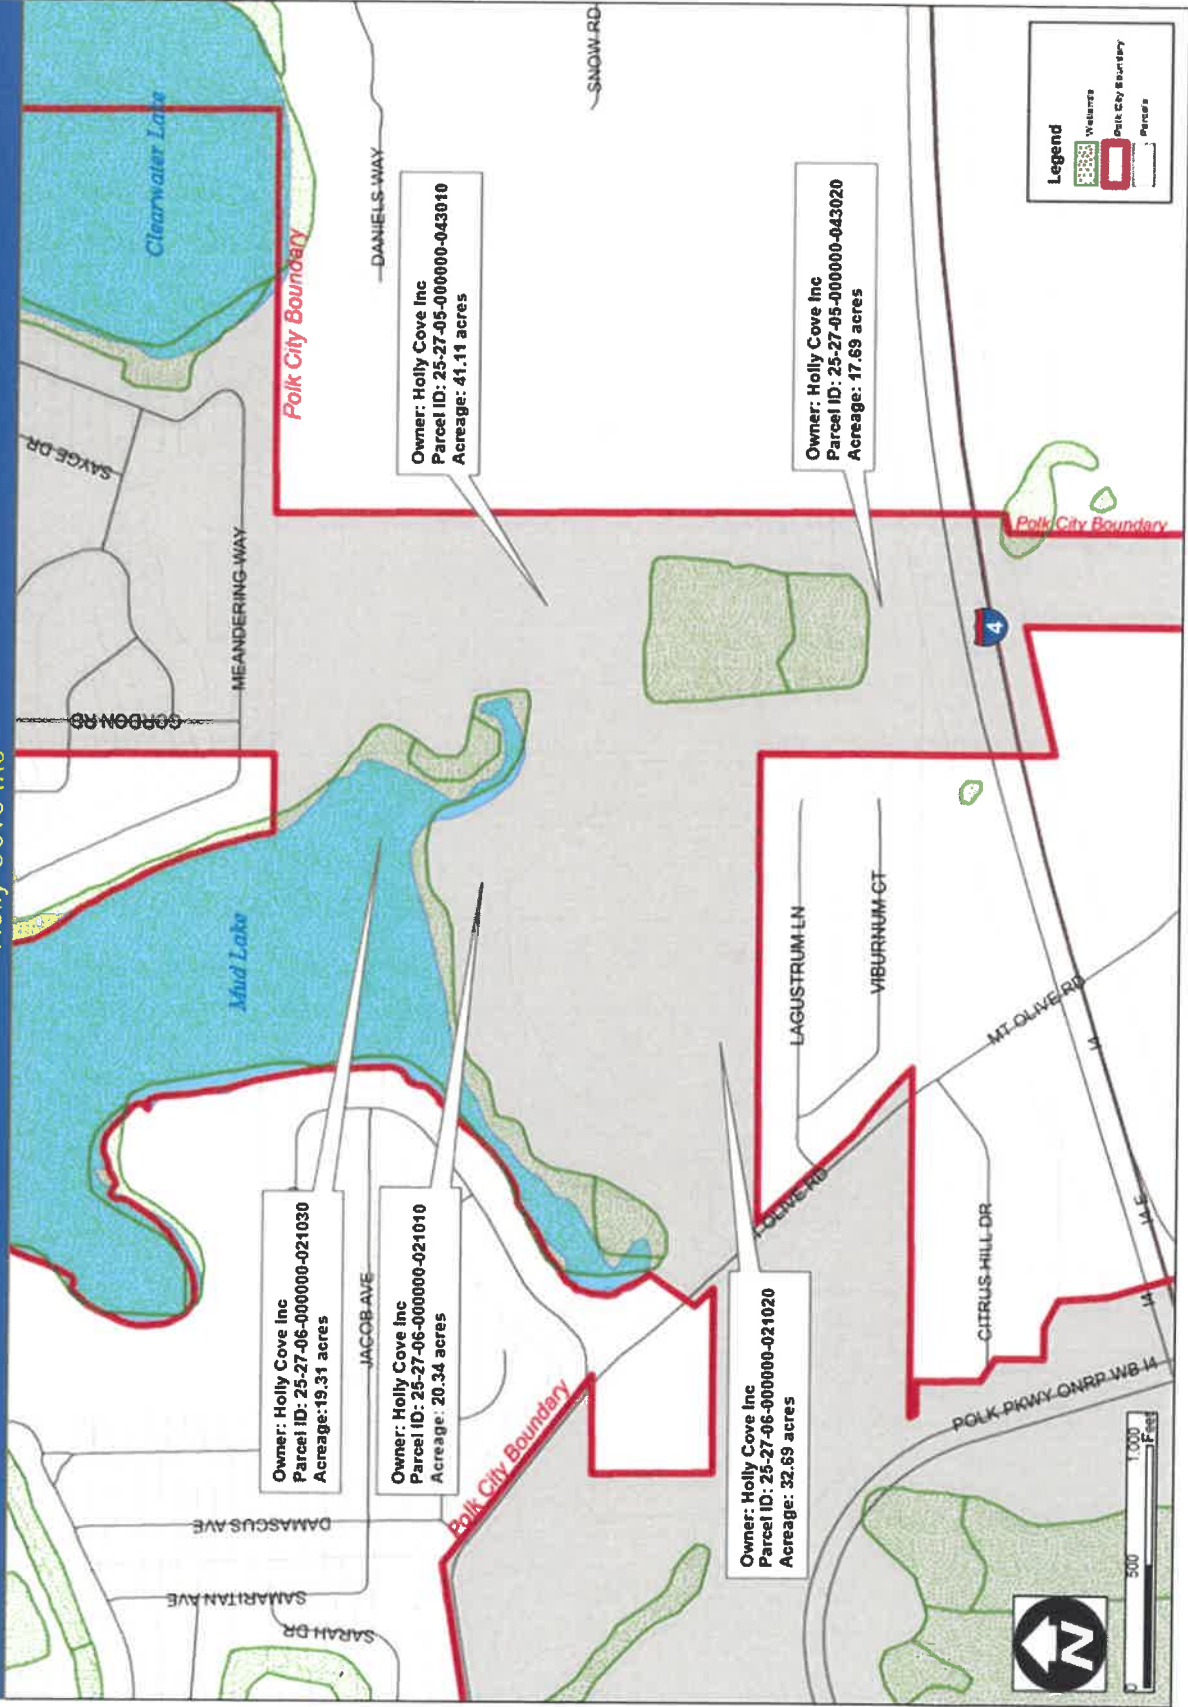 Clearwater Lake
SNOW RD
DANIELS WAY
Polk City Boundary
SAYGE DR
MEANDERING WAY
GORDON RD
Mud Lake
Owner: Holly Cove Inc
Parcel ID: 25-27-05-000000-043010
Acreage: 41.11 acres
Owner: Holly Cove Inc
Parcel ID: 25-27-05-000000-043020
Acreage: 17.69 acres
Polk City Boundary
4
Owner: Holly Cove Inc
Parcel ID: 25-27-06-000000-021030
Acreage:19.31 acres
Owner: Holly Cove Inc
Parcel ID: 25-27-06-000000-021010
Acreage: 20.34 acres
Owner: Holly Cove Inc
Parcel ID: 25-27-06-000000-021020
Acreage: 32.69 acres
JACOB AVE
DAMASCUS AVE
SAMARITAN AVE
SARAH DR
Polk City Boundary
LAGUSTRUM LN
VIBURNUM CT
MT OLIVE RD
OLIVE RD
CITRUS HILL DR
I4
I4 E
I4
POLK PKWY ONRP WB I4
Legend
Wetlands
Polk City Boundary
Parcels
N
0 500 1,000
Feet